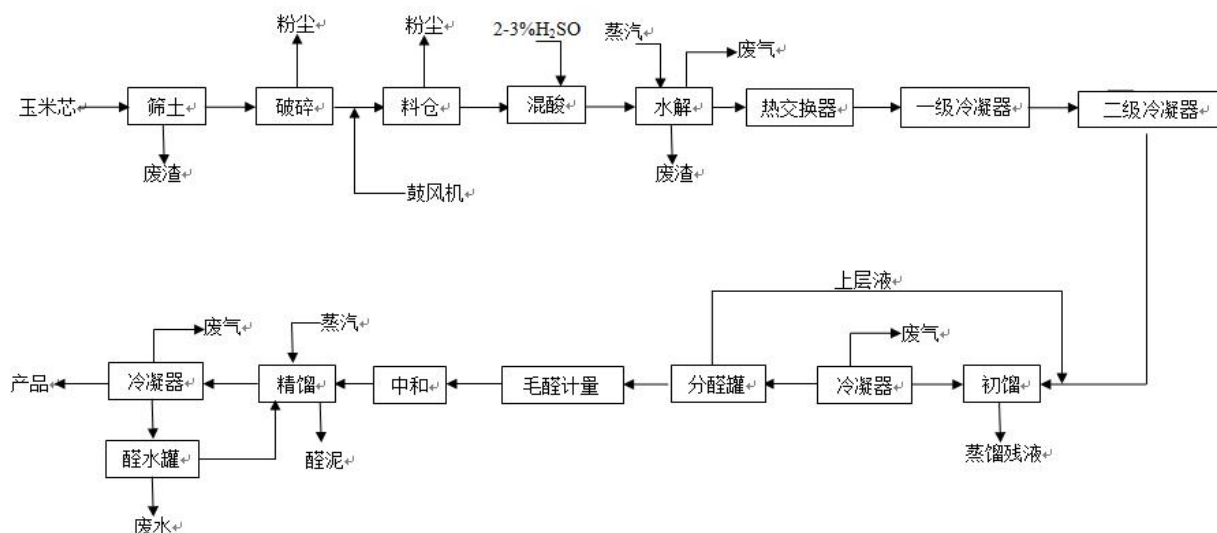 粉尘
粉尘
2-3%H₂SO
蒸汽
废气
玉米芯
筛土
破碎
料仓
混酸
水解
热交换器
一级冷凝器
二级冷凝器
废渣
鼓风机
废渣
上层液
废气
蒸汽
废气
产品
冷凝器
精馏
中和
毛醛计量
分醛罐
冷凝器
初馏
醛水罐
醛泥
蒸馏残液
废水